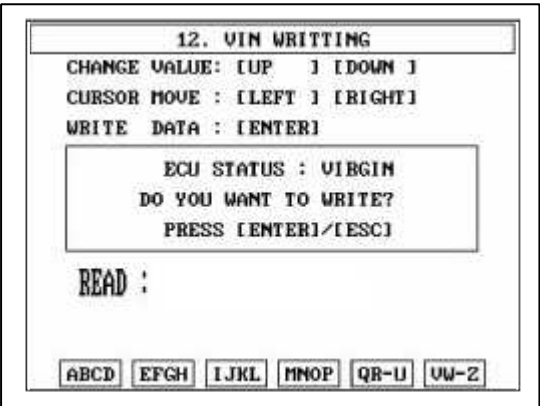 12. VIN WRITTING
CHANGE VALUE: [UP ] [DOWN ]
CURSOR MOVE : [LEFT ] [RIGHT]
WRITE DATA : [ENTER]
ECU STATUS : VIRGIN
DO YOU WANT TO WRITE?
PRESS [ENTER]/[ESC]
READ :
ABCD EFGH IJKL MNOP QR-U VW-Z